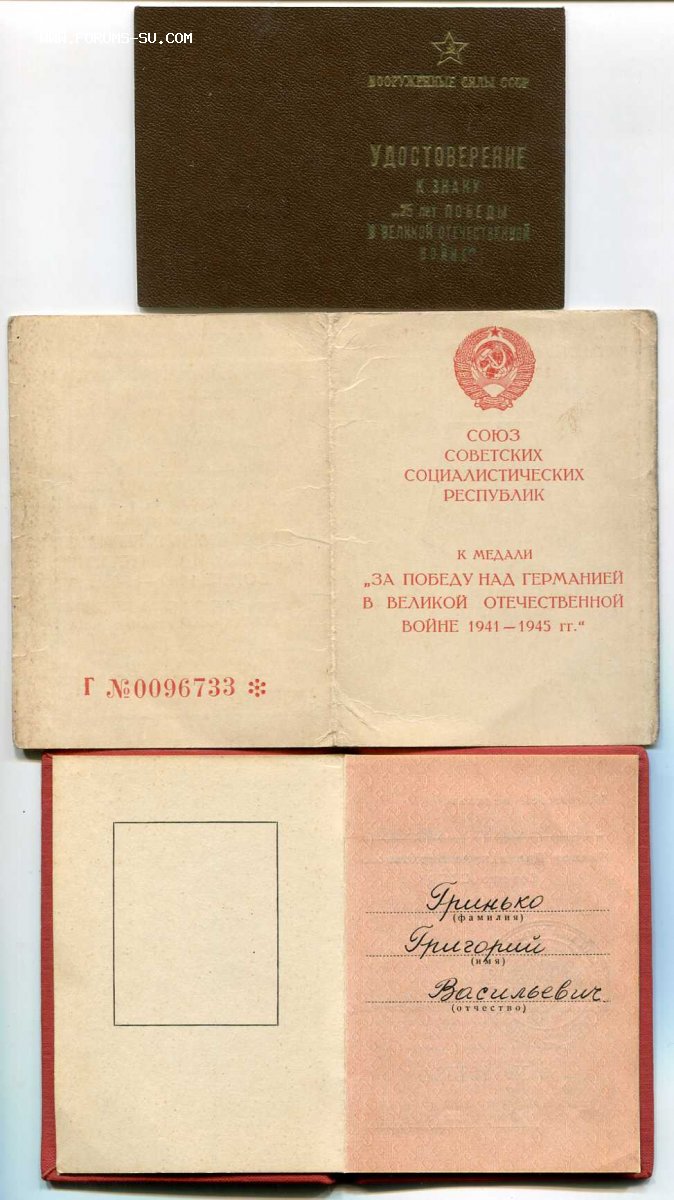 WWW.FORUMS-SU.COM
ВООРУЖЕННЫЕ СИЛЫ СССР
УДОСТОВЕРЕНИЕ
К ЗНАКУ
„25 лет ПОБЕДЫ
В ВЕЛИКОЙ ОТЕЧЕСТВЕННОЙ
ВОЙНЕ“
СОЮЗ
СОВЕТСКИХ
СОЦИАЛИСТИЧЕСКИХ
РЕСПУБЛИК
К МЕДАЛИ
„ЗА ПОБЕДУ НАД ГЕРМАНИЕЙ
В ВЕЛИКОЙ ОТЕЧЕСТВЕННОЙ
ВОЙНЕ 1941—1945 гг.“
Г №0096733 ✻
Гринько
(фамилия)
Григорий
(имя)
Васильевич
(отчество)